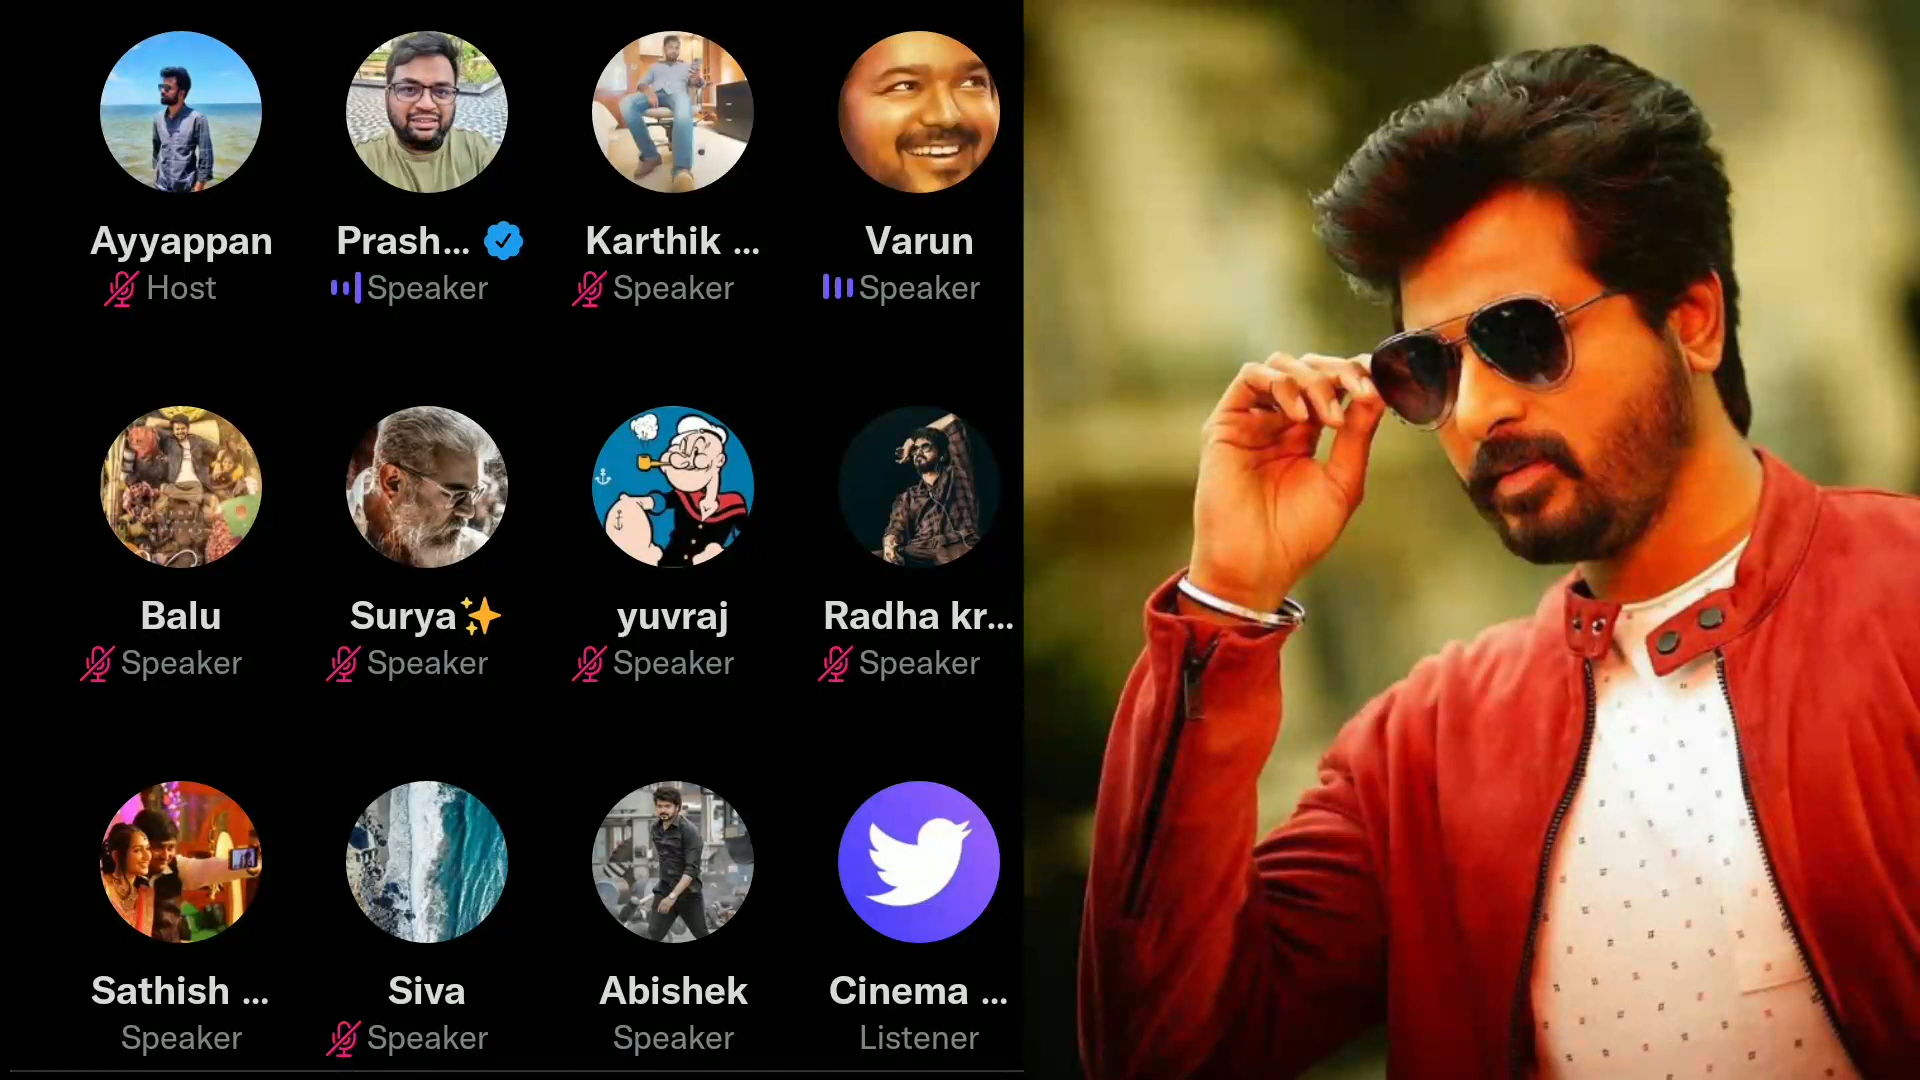 Ayyappan
Host
Prash...
Speaker
Karthik ...
Speaker
Varun
Speaker
Balu
Speaker
Surya✨
Speaker
yuvraj
Speaker
Radha kr...
Speaker
Sathish ...
Speaker
Siva
Speaker
Abishek
Speaker
Cinema ...
Listener